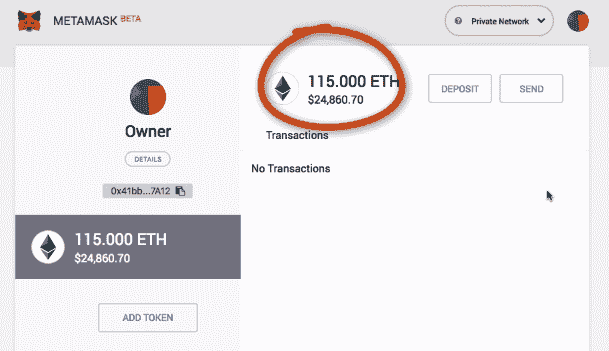 METAMASK BETA
Private Network
Owner
DETAILS
0x41bb...7A12
115.000 ETH
$24,860.70
ADD TOKEN
115.000 ETH
$24,860.70
DEPOSIT
SEND
Transactions
No Transactions